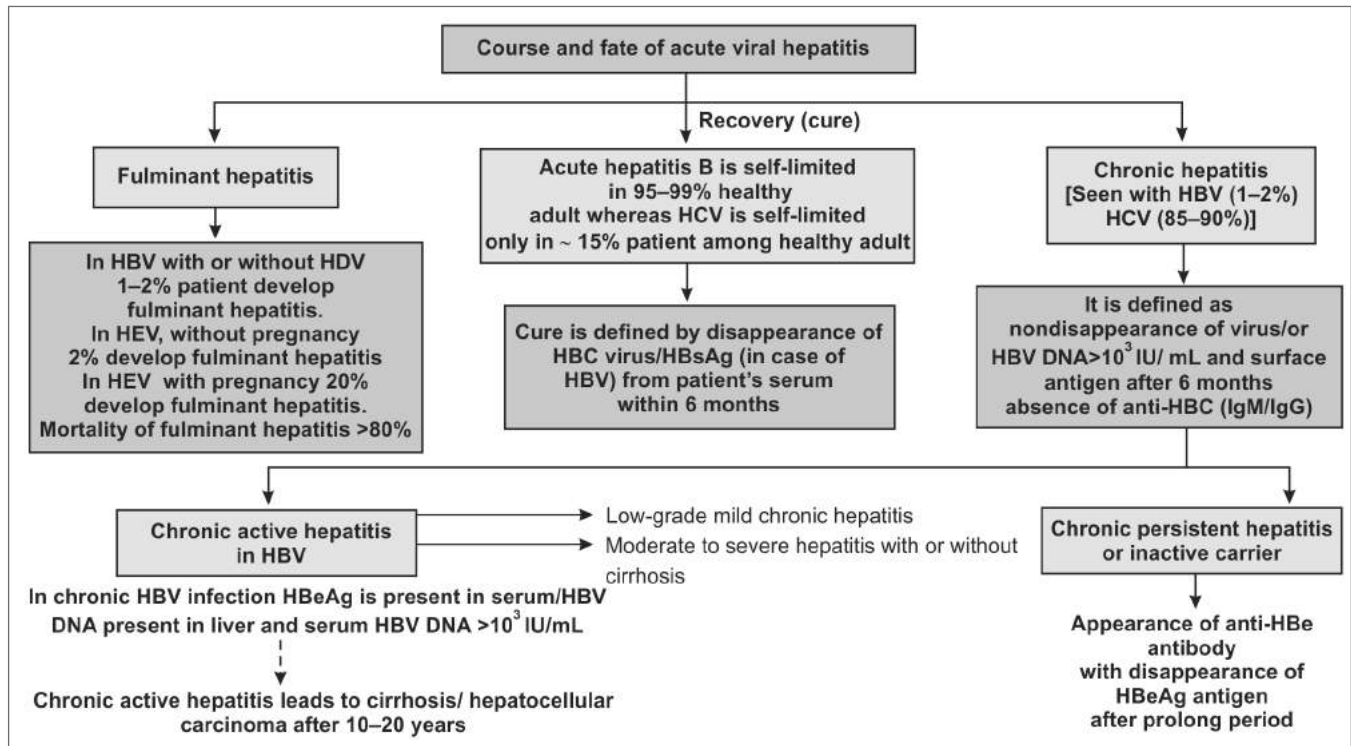 Course and fate of acute viral hepatitis
Recovery (cure)
Fulminant hepatitis
In HBV with or without HDV
1–2% patient develop
fulminant hepatitis.
In HEV, without pregnancy
2% develop fulminant hepatitis
In HEV with pregnancy 20%
develop fulminant hepatitis.
Mortality of fulminant hepatitis >80%
Acute hepatitis B is self-limited
in 95–99% healthy
adult whereas HCV is self-limited
only in ~ 15% patient among healthy adult
Cure is defined by disappearance of
HBC virus/HBsAg (in case of
HBV) from patient's serum
within 6 months
Chronic hepatitis
[Seen with HBV (1–2%)
HCV (85–90%)]
It is defined as
nondisappearance of virus/or
HBV DNA>10³ IU/ mL and surface
antigen after 6 months
absence of anti-HBC (IgM/IgG)
Chronic active hepatitis
in HBV
Low-grade mild chronic hepatitis
Moderate to severe hepatitis with or without
cirrhosis
In chronic HBV infection HBeAg is present in serum/HBV
DNA present in liver and serum HBV DNA >10³ IU/mL
Chronic active hepatitis leads to cirrhosis/ hepatocellular
carcinoma after 10–20 years
Chronic persistent hepatitis
or inactive carrier
Appearance of anti-HBe
antibody
with disappearance of
HBeAg antigen
after prolong period